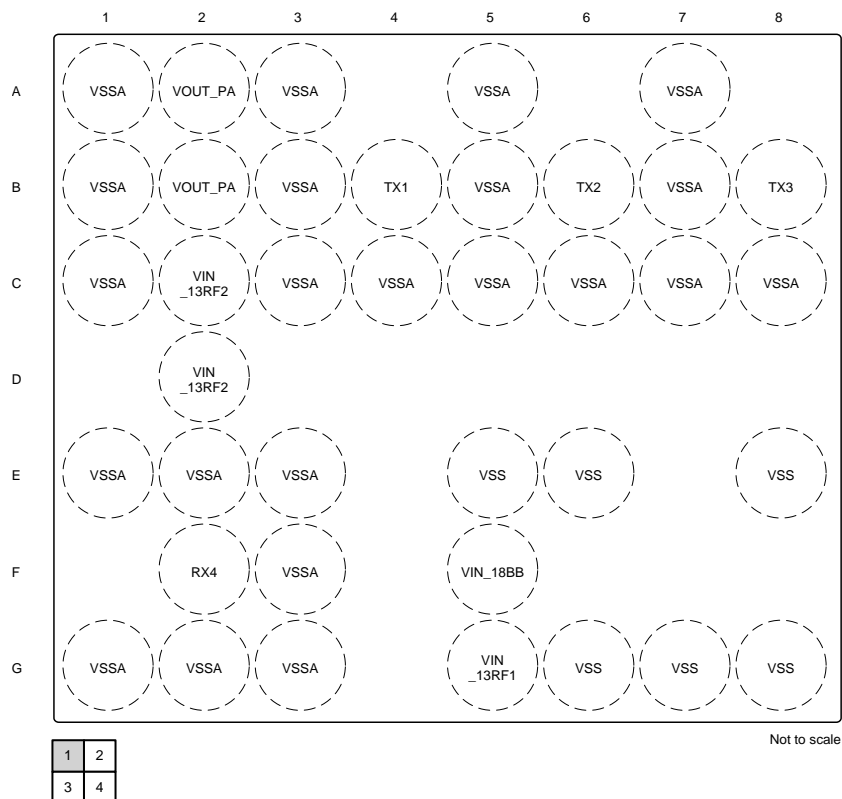 1 2 3 4 5 6 7 8
A VSSA VOUT_PA VSSA VSSA VSSA
B VSSA VOUT_PA VSSA TX1 VSSA TX2 VSSA TX3
C VSSA VIN _13RF2 VSSA VSSA VSSA VSSA VSSA VSSA
D VIN _13RF2
E VSSA VSSA VSSA VSS VSS VSS
F RX4 VSSA VIN_18BB
G VSSA VSSA VSSA VIN _13RF1 VSS VSS VSS
Not to scale
1 2
3 4